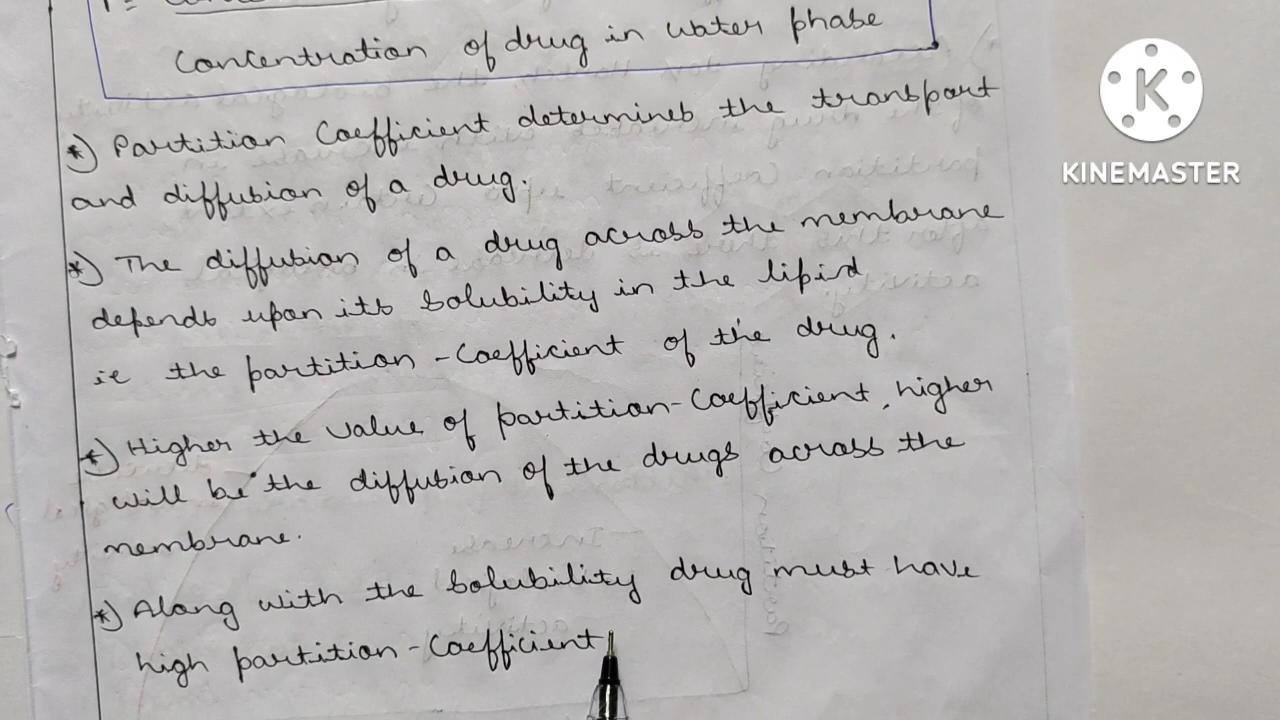 Concentration of drug in water phase
*) Partition Coefficient determines the transport
and diffusion of a drug.
*) The diffusion of a drug across the membrane
depends upon its solubility in the lipid
ie the partition-Coefficient of the drug.
*) Higher the value of partition-Coefficient, higher
will be the diffusion of the drugs across the
membrane.
*) Along with the solubility drug must have
high partition-Coefficient
K
KINEMASTER